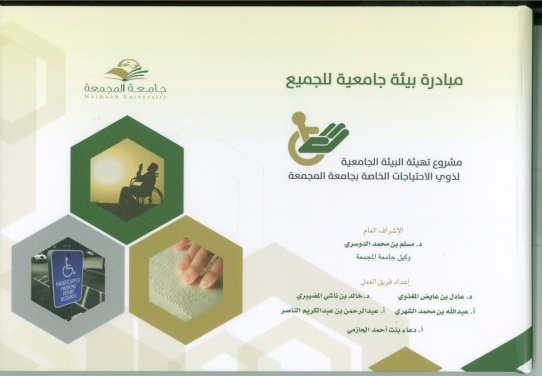 جامعة المجمعة
Majmaah University
مبادرة بيئة جامعية للجميع
مشروع تهيئة البيئة الجامعية
لذوي الاحتياجات الخاصة بجامعة المجمعة
الإشراف العام
د. مسلم بن محمد الدوسري
وكيل جامعة المجمعة
إعداد فريق العمل
د. عادل بن عايض المغذوي د. خالد بن ناشي المضيبري
أ. عبدالله بن محمد الشهري أ. عبدالرحمن بن عبدالكريم الناصر
أ. دعاء بنت أحمد الحازمي
HANDICAPPED
PARKING
PERMIT
REQUIRED